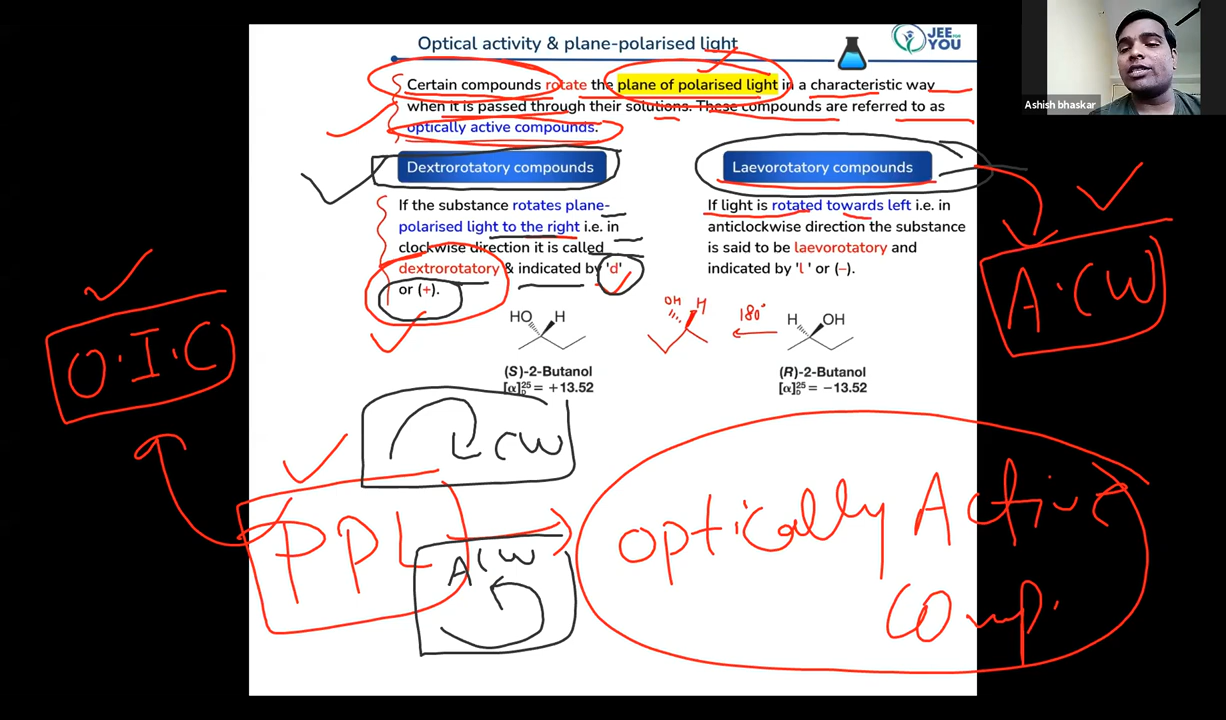 Optical activity & plane-polarised light
JEE
YOU
Certain compounds rotate the plane of polarised light in a characteristic way
when it is passed through their solutions. These compounds are referred to as
optically active compounds.
Ashish bhaskar
Dextrorotatory compounds
If the substance rotates plane-
polarised light to the right i.e. in
clockwise direction it is called
dextrorotatory & indicated by 'd'
or (+).
HO H
(S)-2-Butanol
[α]25D = +13.52
Laevorotatory compounds
If light is rotated towards left i.e. in
anticlockwise direction the substance
is said to be laevorotatory and
indicated by 'l ' or (–).
OH H
180°
H OH
(R)-2-Butanol
[α]25D = −13.52
A.CW
O.I.C
CW
PPL
ACW
Optically Active
comp.